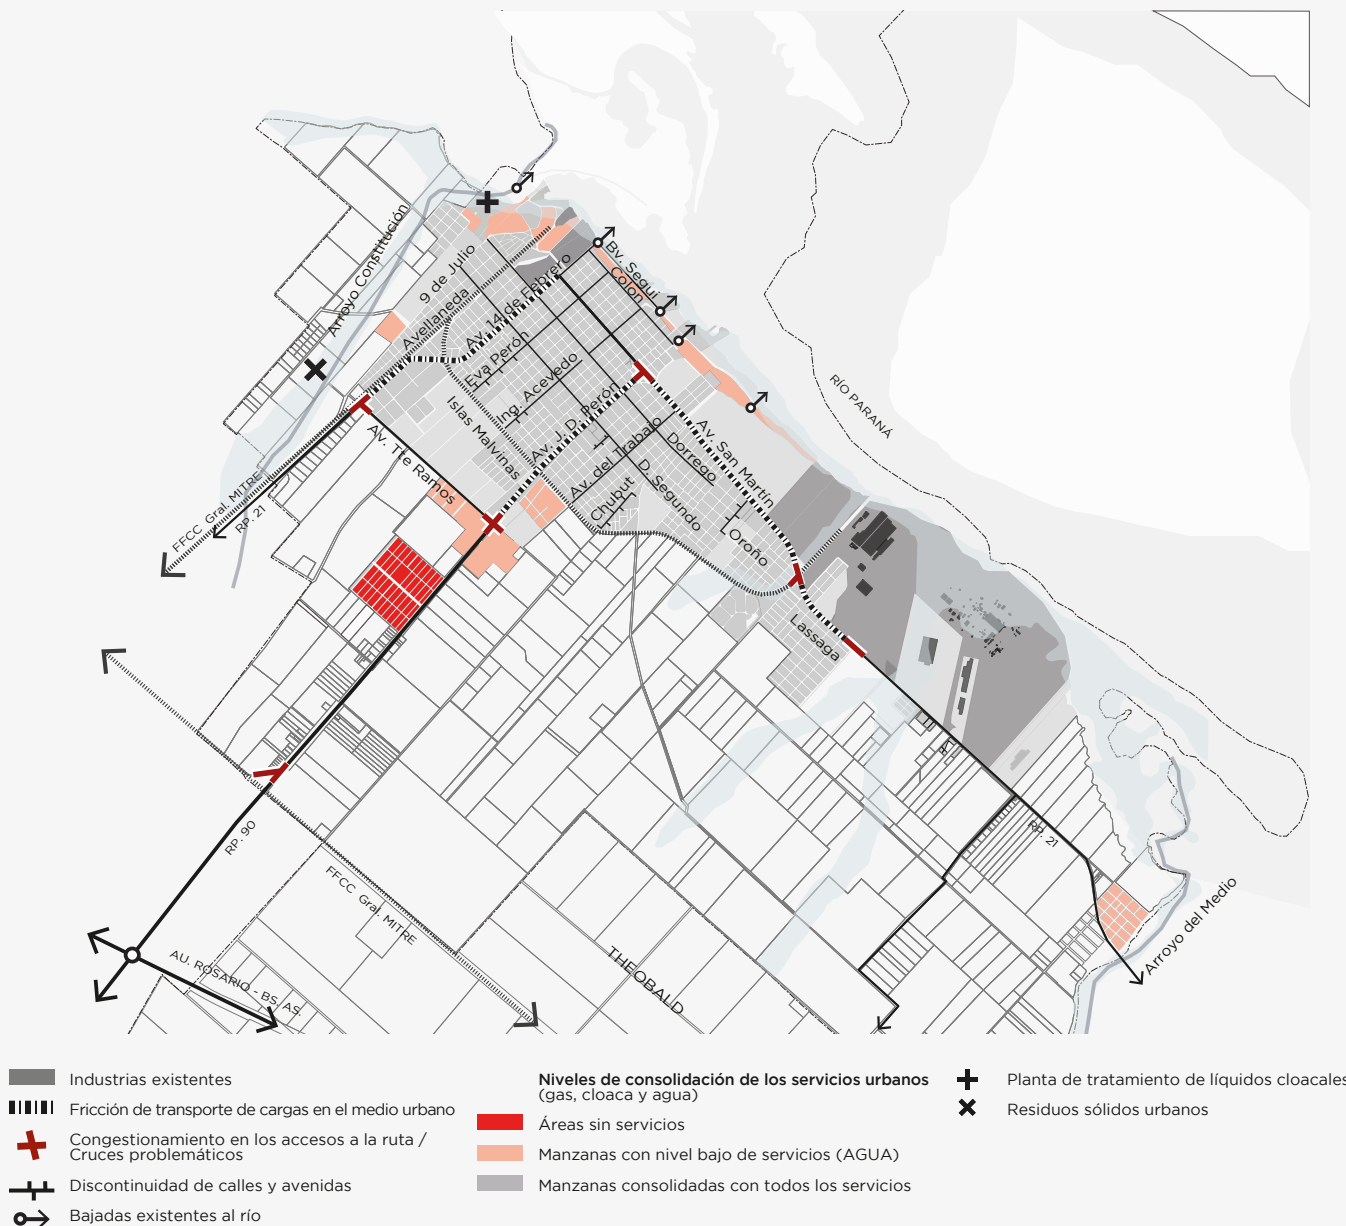 Arroyo Constitución
9 de Julio
Avellaneda
Av. 14 de Febrero
Bv. Segui
Colon
Eva Perón
Ing. Acevedo
Islas Malvinas
Av. J. D. Perón
Av. del Trabajo
Chubut
D. Segundo
Dorrego
Av. San Martín
Oroño
Lassaga
Av. Tte Ramos
RÍO PARANÁ
FFCC Gral. MITRE
RP. 21
RP. 90
FFCC Gral. MITRE
AU. ROSARIO - BS. AS.
THEOBALD
RP. 21
Arroyo del Medio
Industrias existentes
Fricción de transporte de cargas en el medio urbano
Congestionamiento en los accesos a la ruta /
Cruces problemáticos
Discontinuidad de calles y avenidas
Bajadas existentes al río
Niveles de consolidación de los servicios urbanos
(gas, cloaca y agua)
Áreas sin servicios
Manzanas con nivel bajo de servicios (AGUA)
Manzanas consolidadas con todos los servicios
Planta de tratamiento de líquidos cloacales
Residuos sólidos urbanos